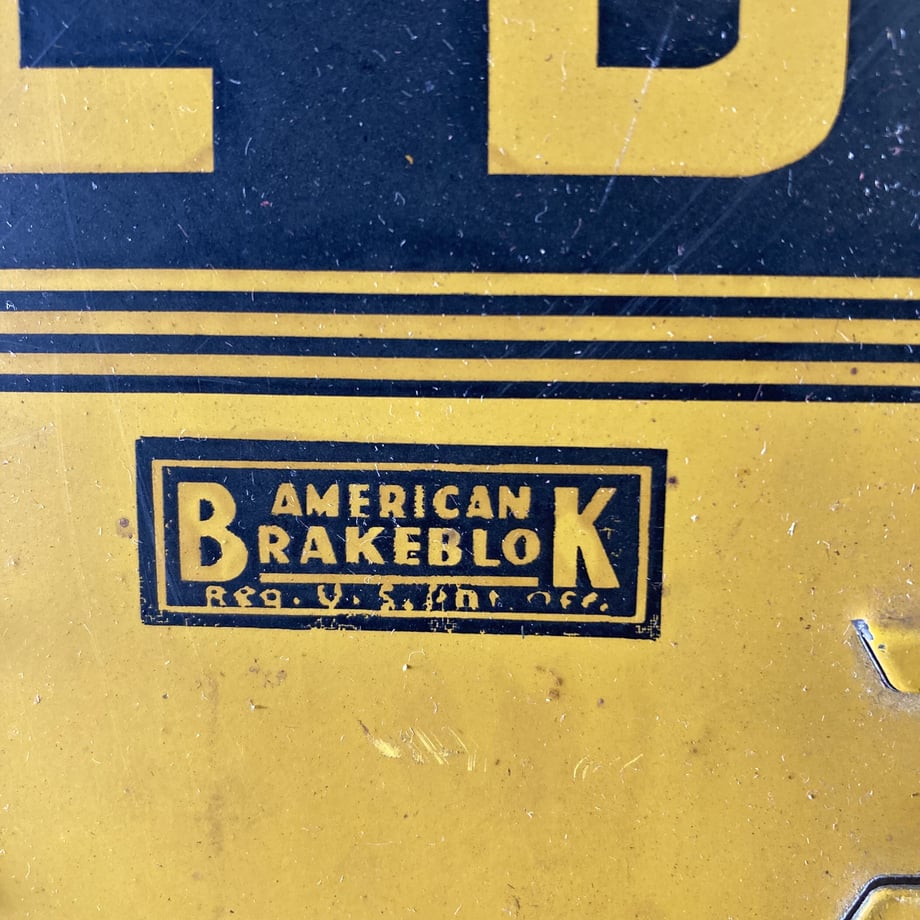 AMERICAN
BRAKEBLOK
Reg. U. S. Pat. Off.